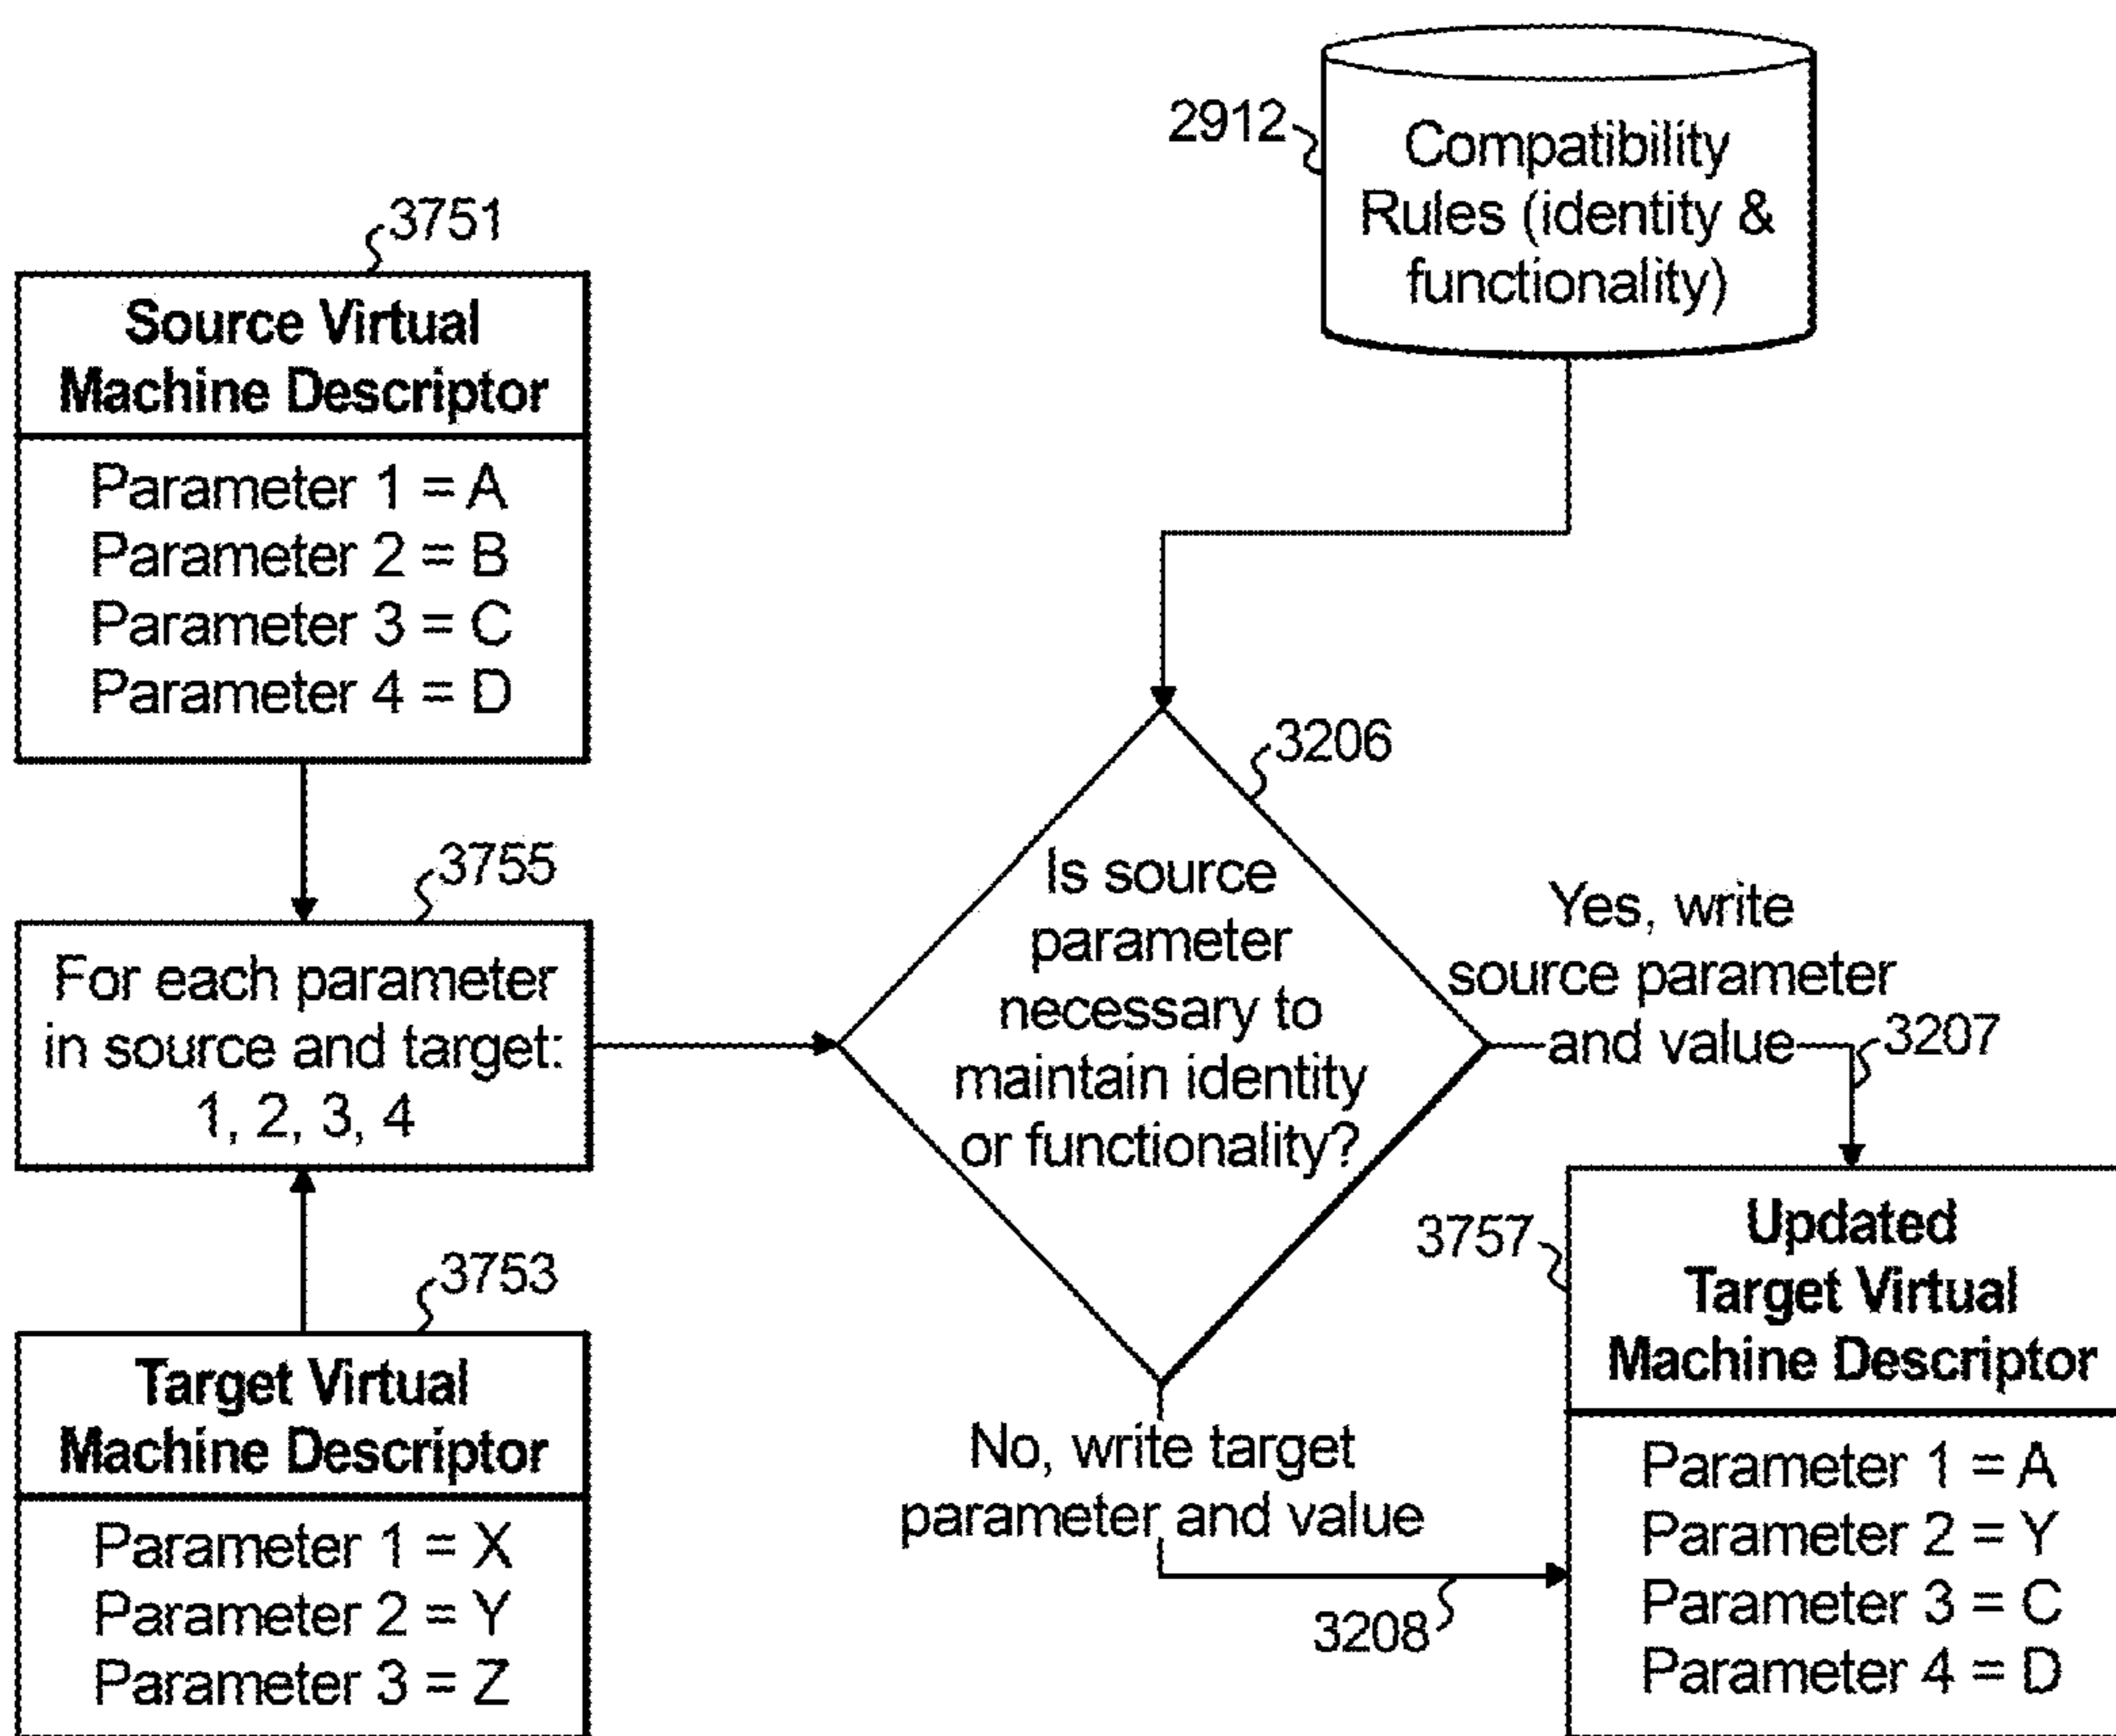 2912
Compatibility
Rules (identity &
functionality)
3751
Source Virtual
Machine Descriptor
Parameter 1 = A
Parameter 2 = B
Parameter 3 = C
Parameter 4 = D
3755
For each parameter
in source and target:
1, 2, 3, 4
3753
Target Virtual
Machine Descriptor
Parameter 1 = X
Parameter 2 = Y
Parameter 3 = Z
3206
Is source
parameter
necessary to
maintain identity
or functionality?
Yes, write
source parameter
and value
3207
No, write target
parameter and value
3208
3757
Updated
Target Virtual
Machine Descriptor
Parameter 1 = A
Parameter 2 = Y
Parameter 3 = C
Parameter 4 = D